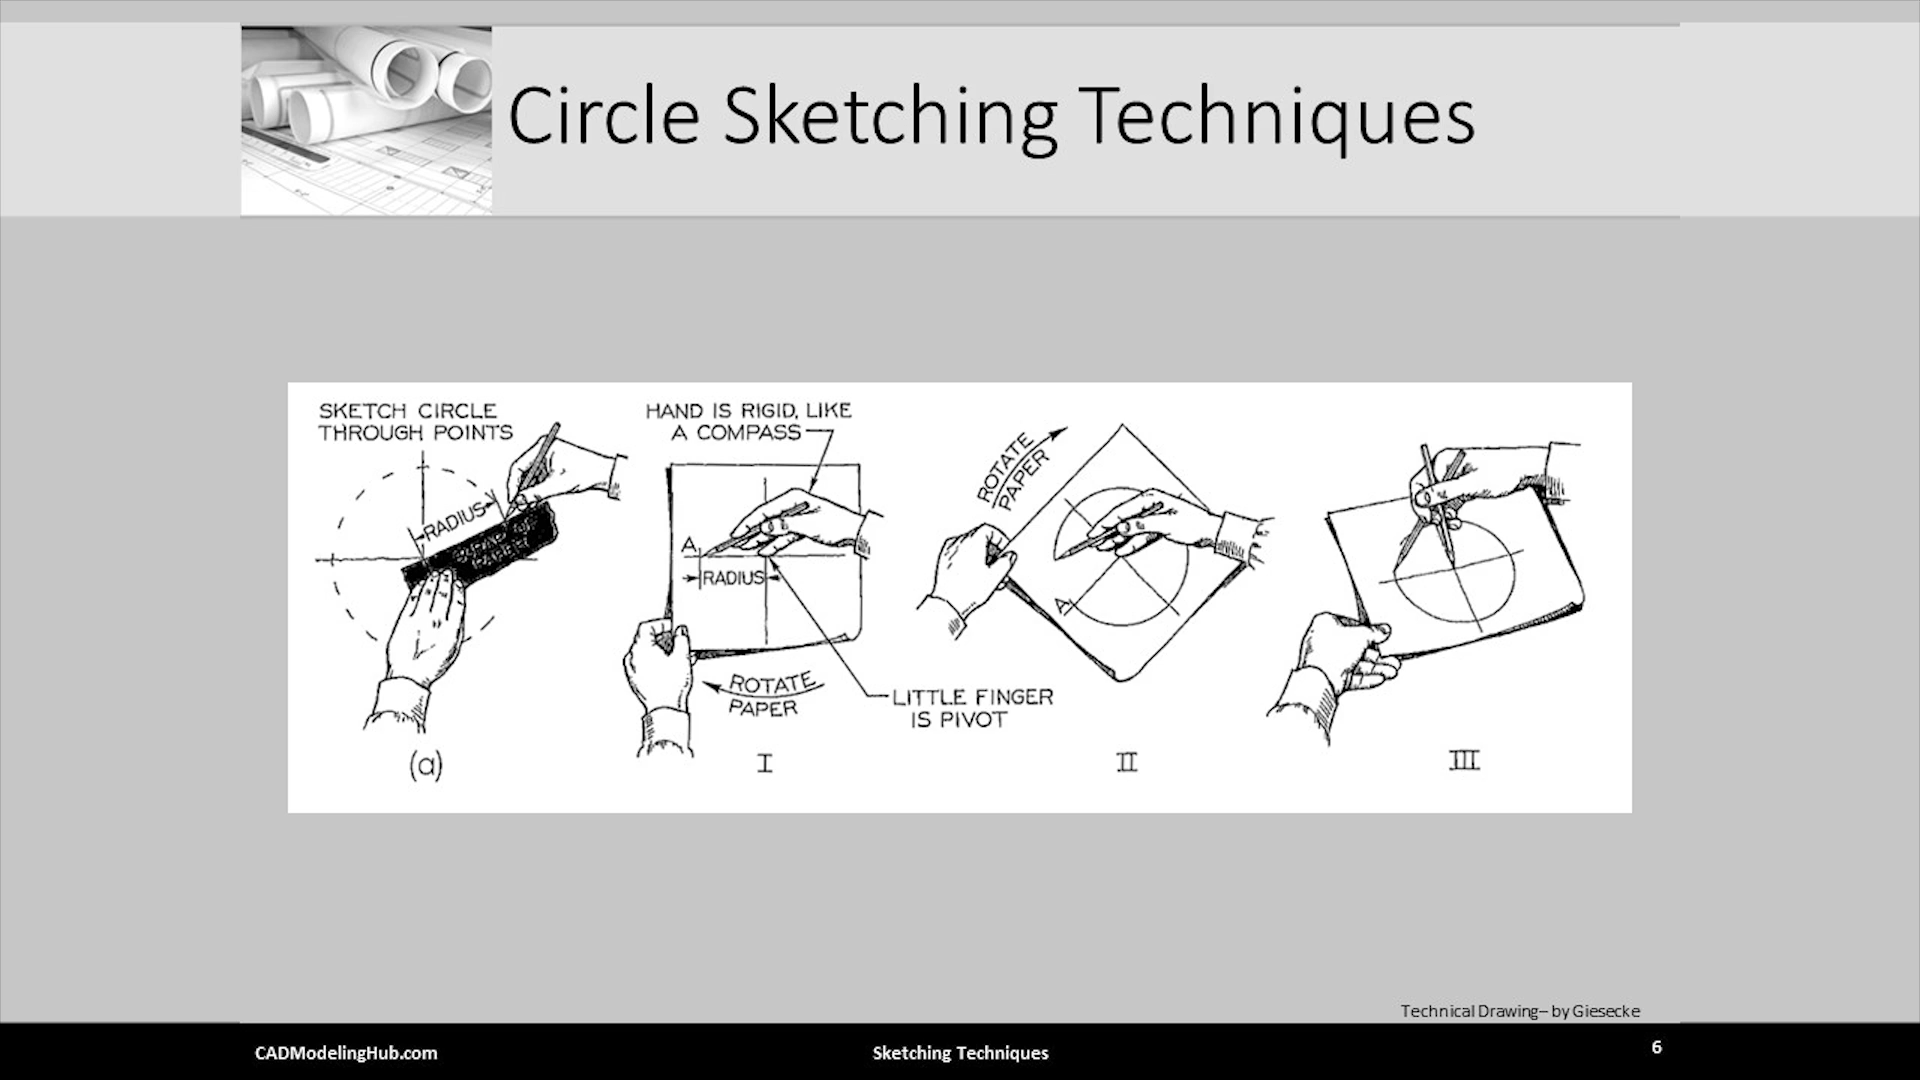 Circle Sketching Techniques
SKETCH CIRCLE
THROUGH POINTS
RADIUS
(a)
HAND IS RIGID, LIKE
A COMPASS
A
RADIUS
ROTATE
PAPER
LITTLE FINGER
IS PIVOT
I
ROTATE
PAPER
A
II
III
Technical Drawing– by Giesecke
CADModelingHub.com
Sketching Techniques
6